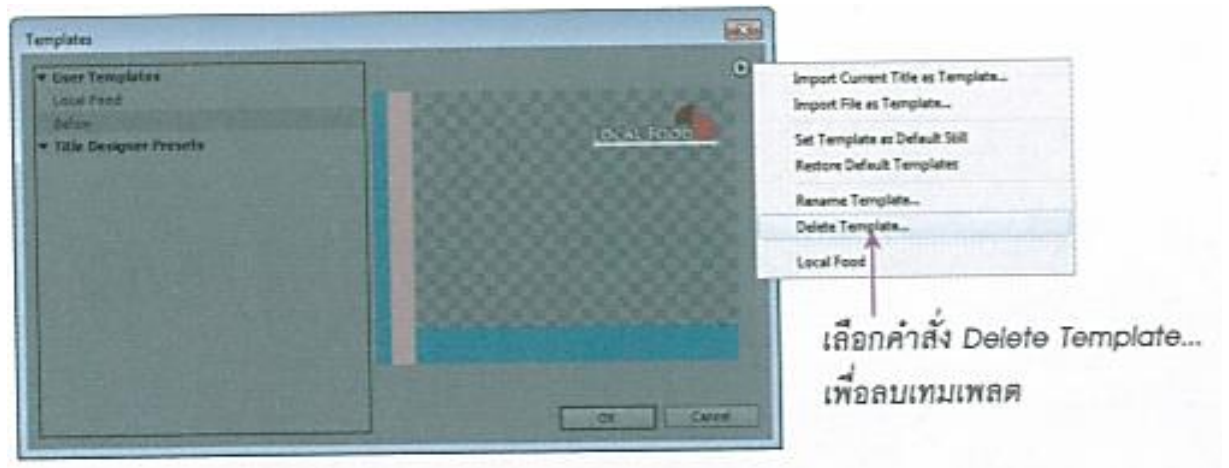 Templates
User Templates
Local Food
Before
Title Designer Presets
LOCAL FOOD
OK
Cancel
Import Current Title as Template...
Import File as Template...
Set Template as Default Still
Restore Default Templates
Rename Template...
Delete Template...
Local Food
เลือกคำสั่ง Delete Template...
เพื่อลบเทมเพลต